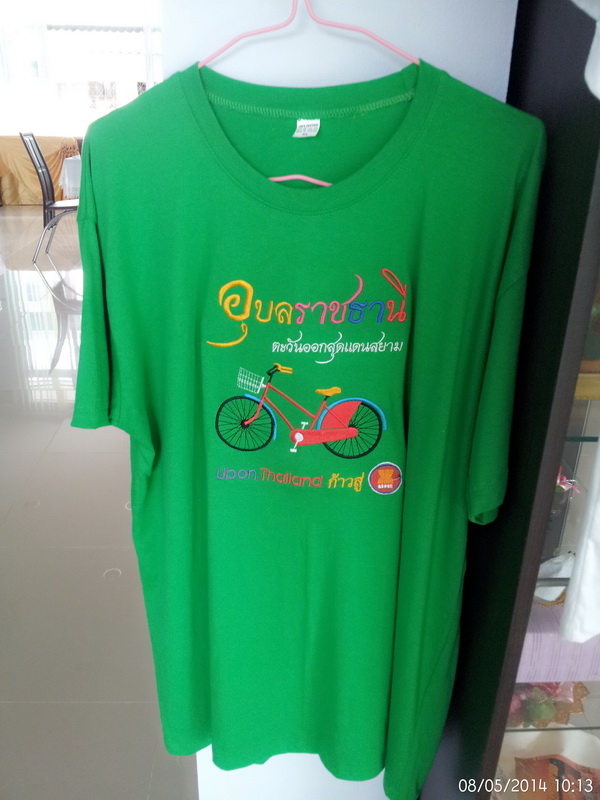 อุบลราชธานี
ตะวันออกสุดแดนสยาม
Ubon Thailand ก้าวสู่
08/05/2014 10:13